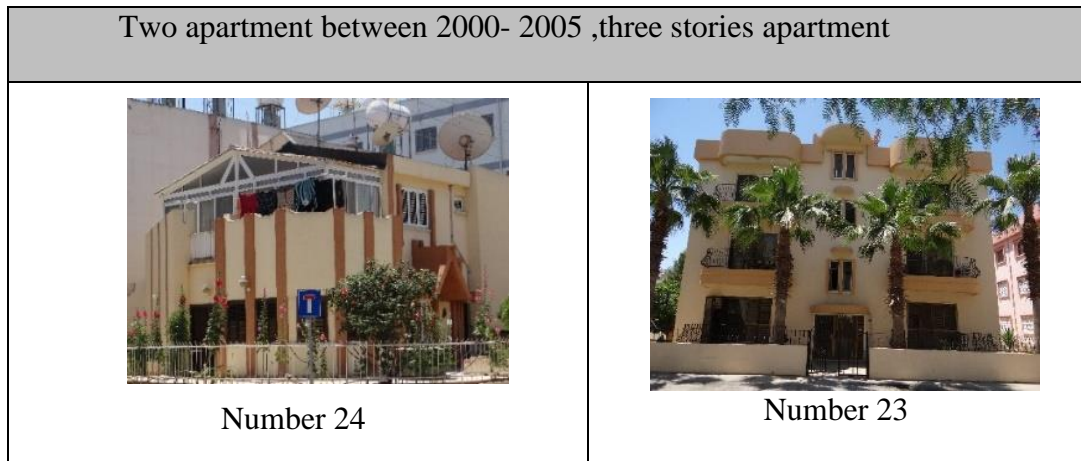 Two apartment between 2000- 2005 ,three stories apartment
Number 24
Number 23